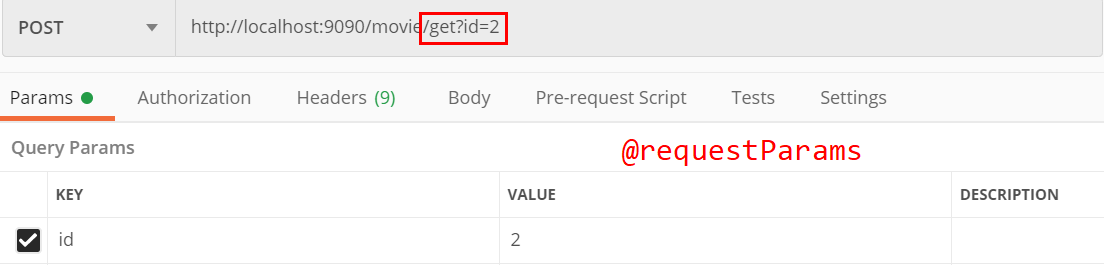 POST http://localhost:9090/movie/get?id=2
Params Authorization Headers (9) Body Pre-request Script Tests Settings
Query Params @requestParams
KEY VALUE DESCRIPTION
id 2